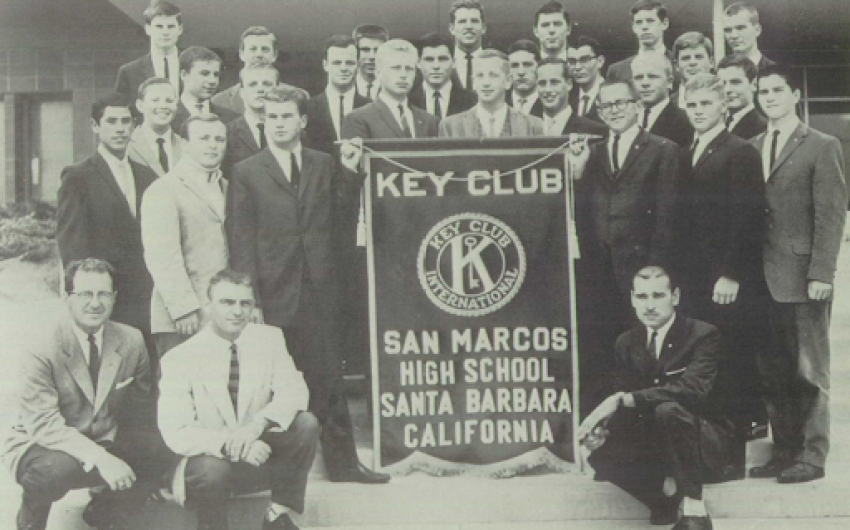 KEY CLUB
KEY CLUB
K
INTERNATIONAL
SAN MARCOS
HIGH SCHOOL
SANTA BARBARA
CALIFORNIA